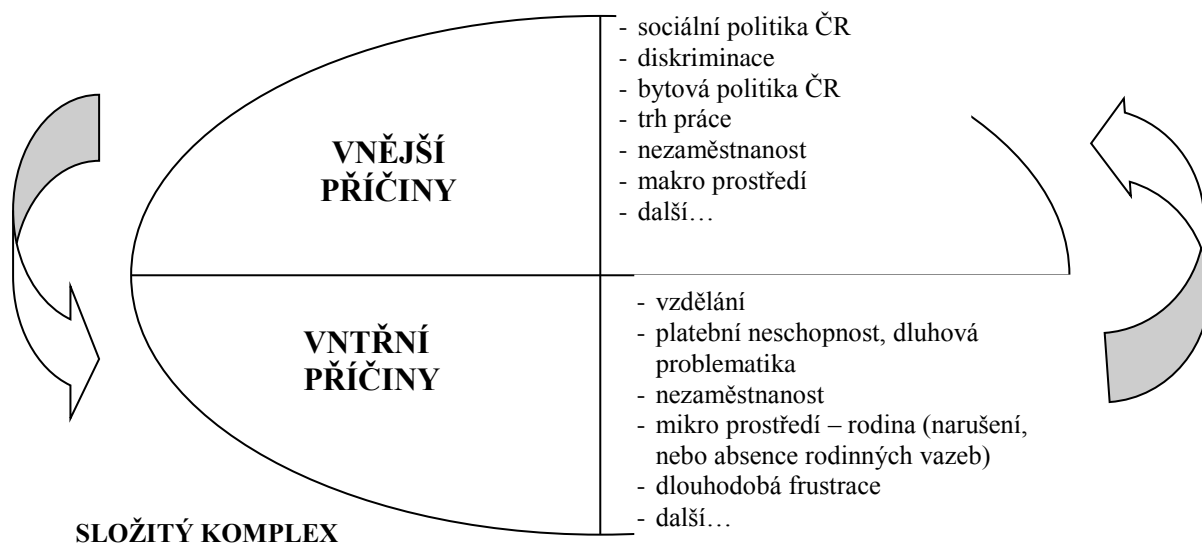 VNĚJŠÍ
PŘÍČINY
- sociální politika ČR
- diskriminace
- bytová politika ČR
- trh práce
- nezaměstnanost
- makro prostředí
- další…
VNTŘNÍ
PŘÍČINY
- vzdělání
- platební neschopnost, dluhová
problematika
- nezaměstnanost
- mikro prostředí – rodina (narušení,
nebo absence rodinných vazeb)
- dlouhodobá frustrace
- další…
SLOŽITÝ KOMPLEX